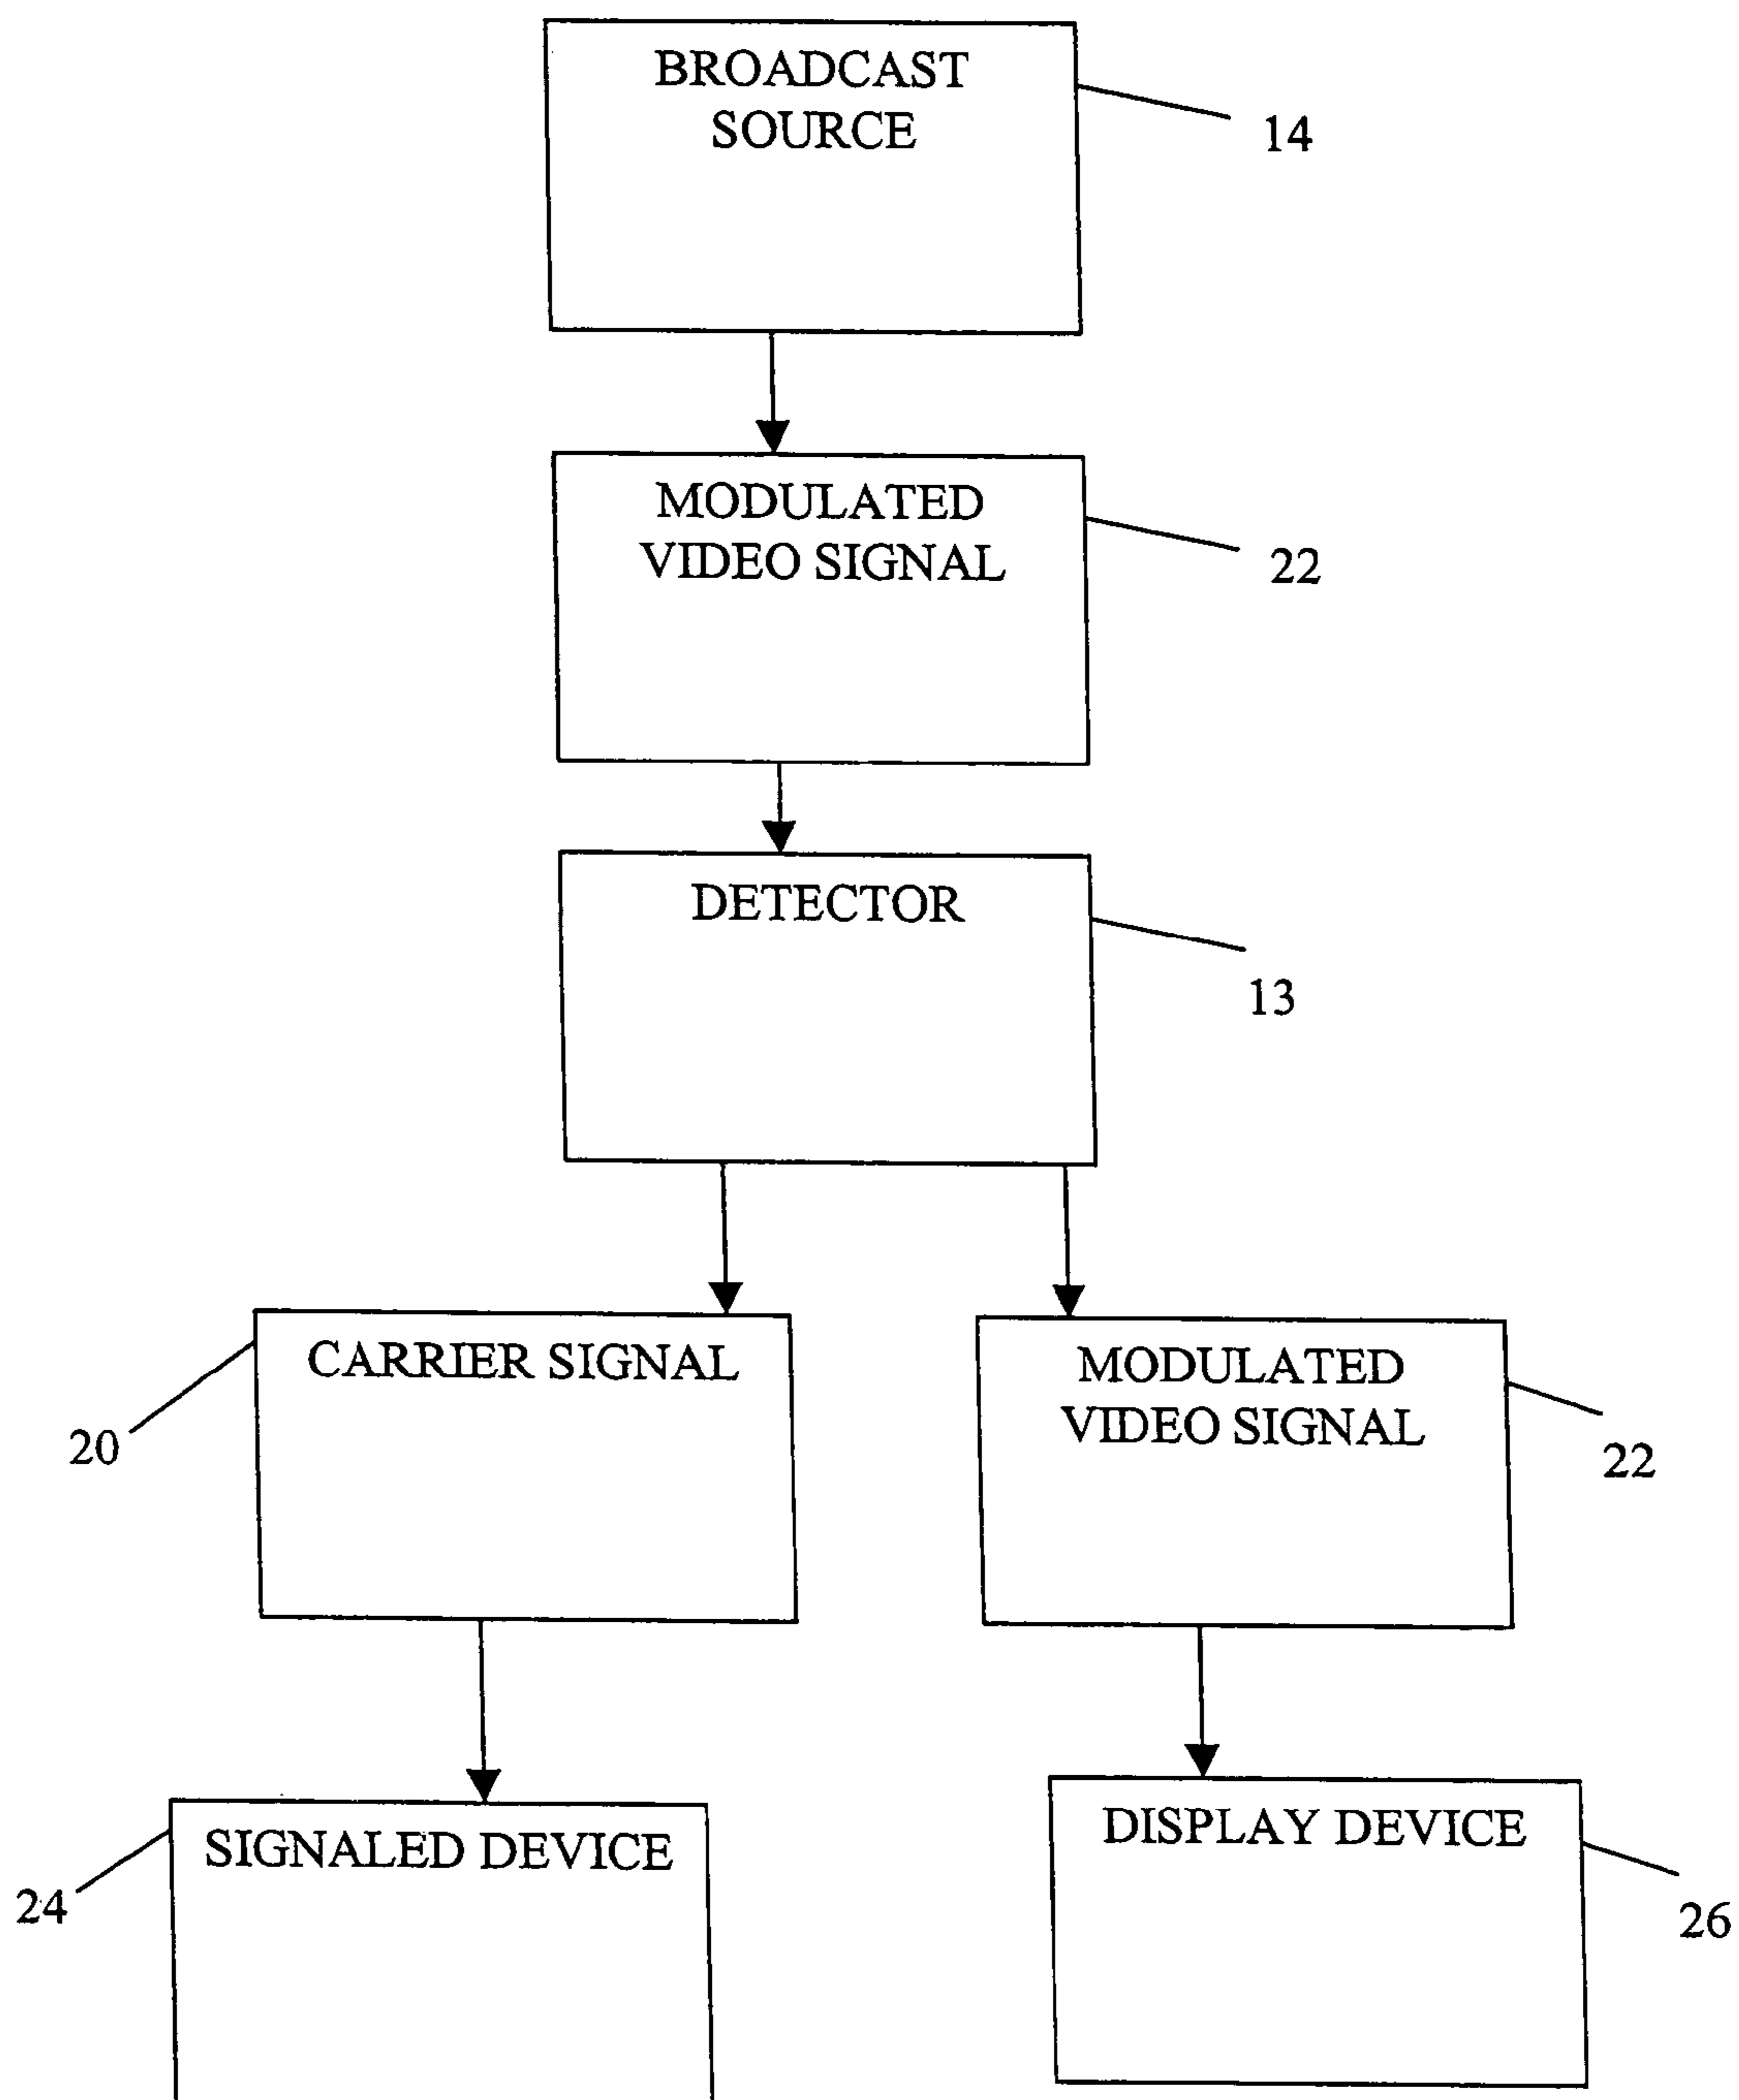 BROADCAST
SOURCE
14
MODULATED
VIDEO SIGNAL
22
DETECTOR
13
CARRIER SIGNAL
20
MODULATED
VIDEO SIGNAL
22
SIGNALED DEVICE
24
DISPLAY DEVICE
26